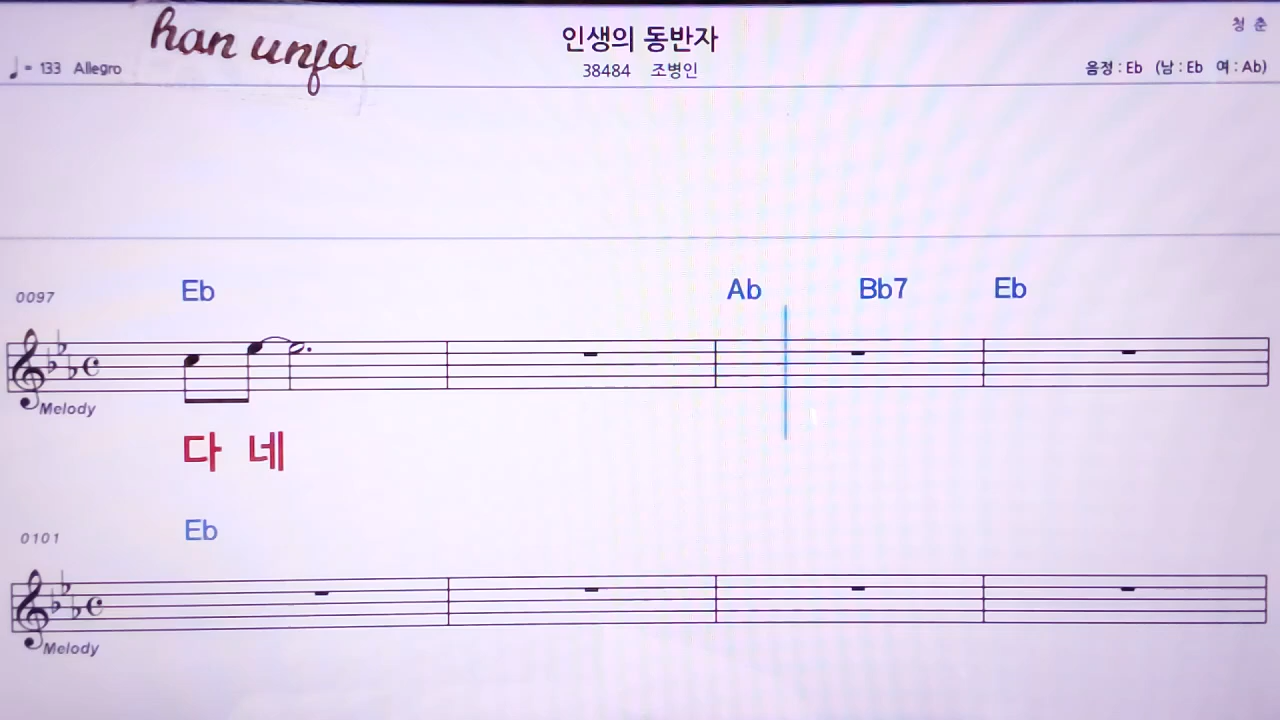 han unja
인생의 동반자
청 춘
♩= 133 Allegro
38484 조병인
음정 : Eb (남 : Eb 여 : Ab)
0097 Eb Ab Bb7 Eb
Melody
다 네
0101 Eb
Melody